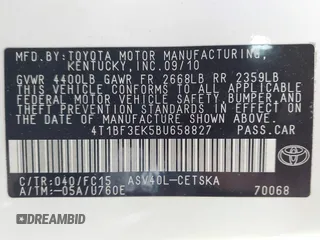 MFD.BY: TOYOTA MOTOR MANUFACTURING,
KENTUCKY, INC. 09/10
GVWR 4400LB GAWR FR 2668LB RR 2359LB
THIS VEHICLE CONFORMS TO ALL APPLICABLE
FEDERAL MOTOR VEHICLE SAFETY, BUMPER, AND
THEFT PREVENTION STANDARDS IN EFFECT ON
THE DATE OF MANUFACTURE SHOWN ABOVE.
4T1BF3EK5BU658827 PASS.CAR
C/TR:040/FC15 ASV40L-CETSKA
A/TM:-05A/U760E 70068
TOYOTA
DREAMBID